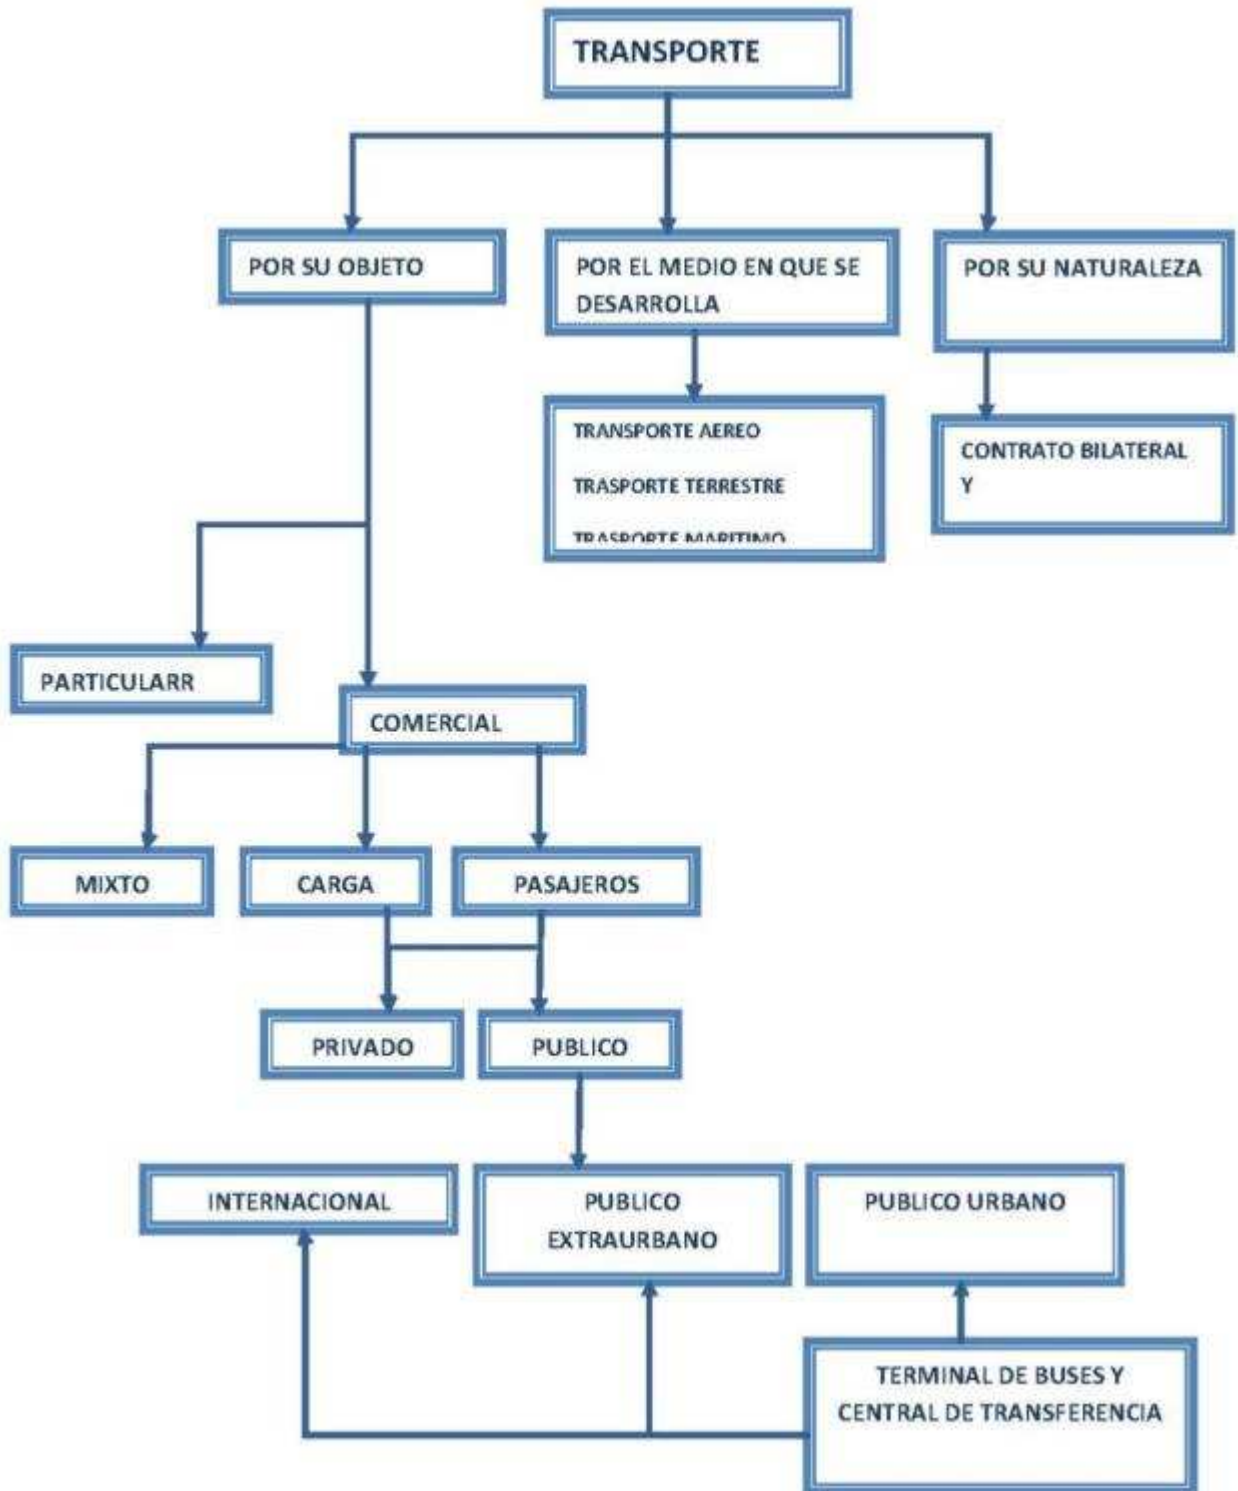 TRANSPORTE
POR SU OBJETO
POR EL MEDIO EN QUE SE
DESARROLLA
POR SU NATURALEZA
TRANSPORTE AEREO
TRASPORTE TERRESTRE
TRASPORTE MARITIMO
CONTRATO BILATERAL
Y
PARTICULARR
COMERCIAL
MIXTO
CARGA
PASAJEROS
PRIVADO
PUBLICO
INTERNACIONAL
PUBLICO
EXTRAURBANO
PUBLICO URBANO
TERMINAL DE BUSES Y
CENTRAL DE TRANSFERENCIA